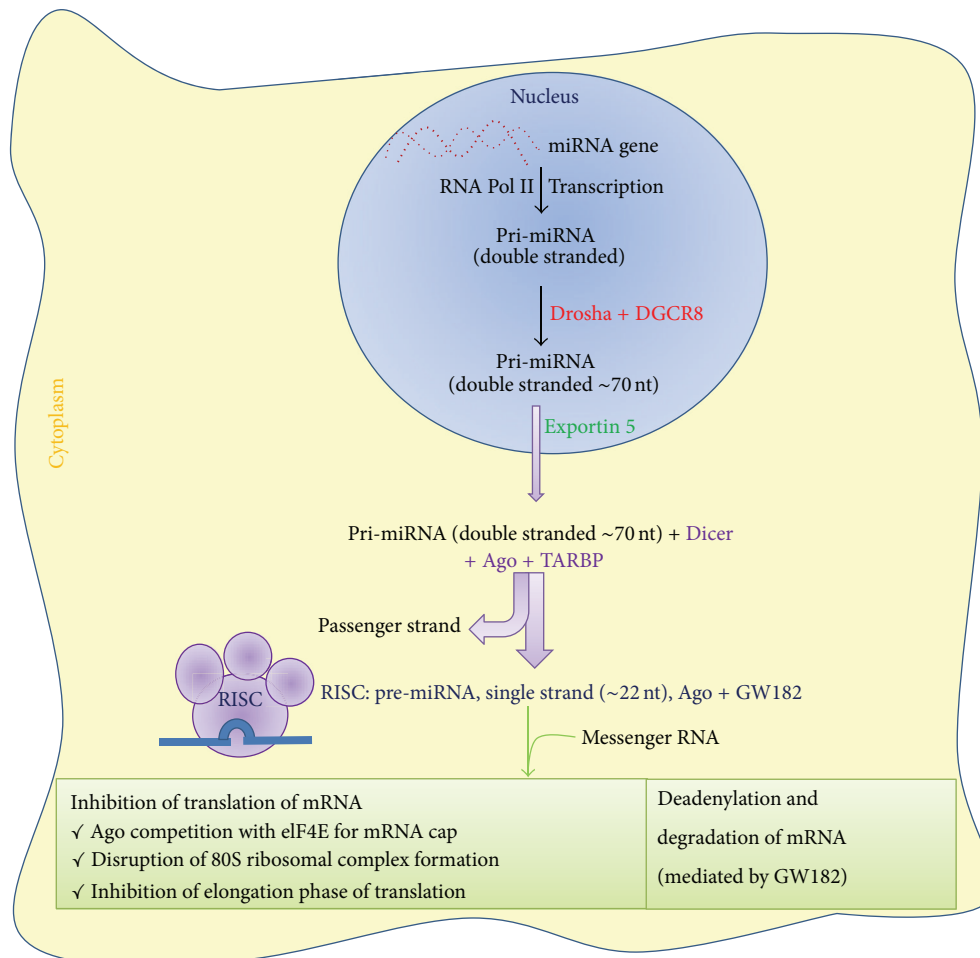 Nucleus
miRNA gene
RNA Pol II
Transcription
Pri-miRNA
(double stranded)
Drosha + DGCR8
Pri-miRNA
(double stranded ~70 nt)
Exportin 5
Cytoplasm
Pri-miRNA (double stranded ~70 nt) + Dicer
+ Ago + TARBP
Passenger strand
RISC
RISC: pre-miRNA, single strand (~22 nt), Ago + GW182
Messenger RNA
Inhibition of translation of mRNA
✓ Ago competition with elF4E for mRNA cap
✓ Disruption of 80S ribosomal complex formation
✓ Inhibition of elongation phase of translation
Deadenylation and
degradation of mRNA
(mediated by GW182)